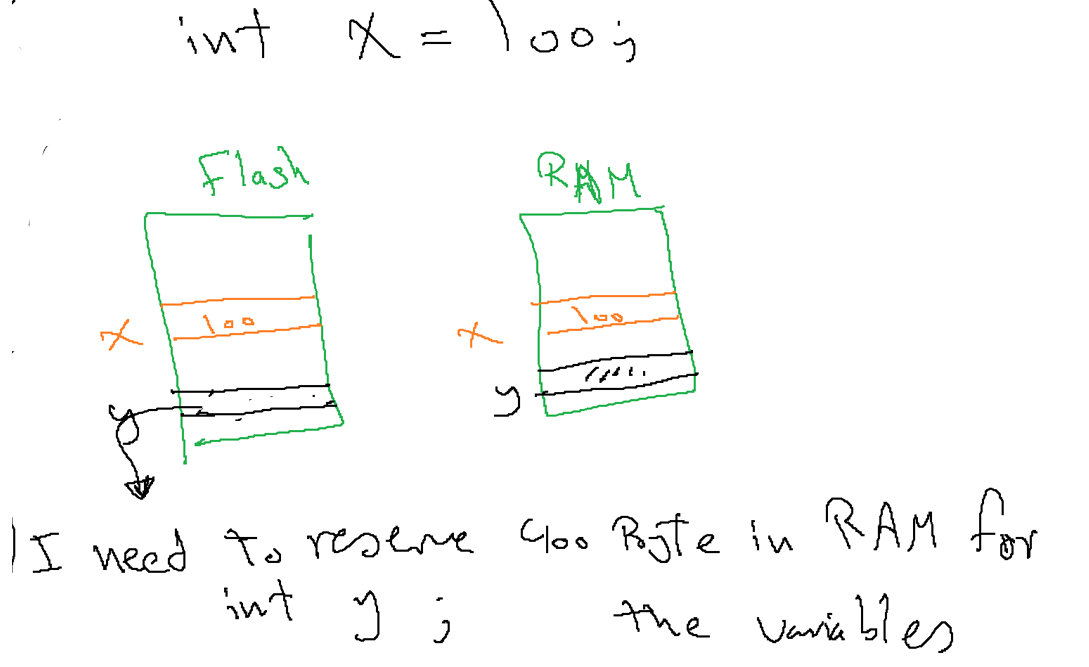 int X = 100;
Flash RAM
x 100 x 100
y y
I need to reserve 400 Byte in RAM for
int y ; the variables